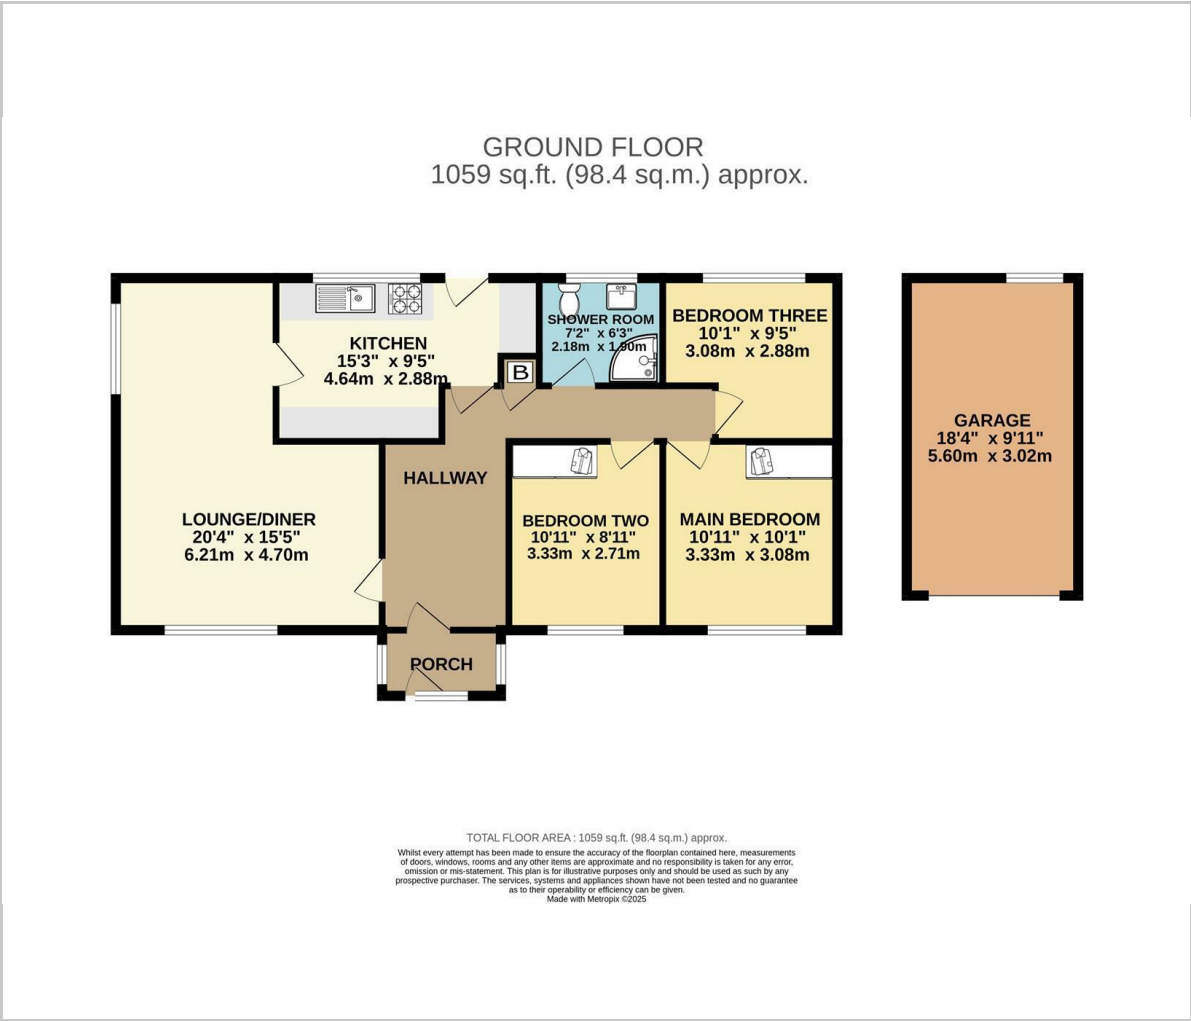 GROUND FLOOR
1059 sq.ft. (98.4 sq.m.) approx.
KITCHEN
15'3" x 9'5"
4.64m x 2.88m
B
SHOWER ROOM
7'2" x 6'3"
2.18m x 1.90m
BEDROOM THREE
10'1" x 9'5"
3.08m x 2.88m
GARAGE
18'4" x 9'11"
5.60m x 3.02m
HALLWAY
LOUNGE/DINER
20'4" x 15'5"
6.21m x 4.70m
BEDROOM TWO
10'11" x 8'11"
3.33m x 2.71m
MAIN BEDROOM
10'11" x 10'1"
3.33m x 3.08m
PORCH
TOTAL FLOOR AREA : 1059 sq.ft. (98.4 sq.m.) approx.
Whilst every attempt has been made to ensure the accuracy of the floorplan contained here, measurements
of doors, windows, rooms and any other items are approximate and no responsibility is taken for any error,
omission or mis-statement. This plan is for illustrative purposes only and should be used as such by any
prospective purchaser. The services, systems and appliances shown have not been tested and no guarantee
as to their operability or efficiency can be given.
Made with Metropix ©2025